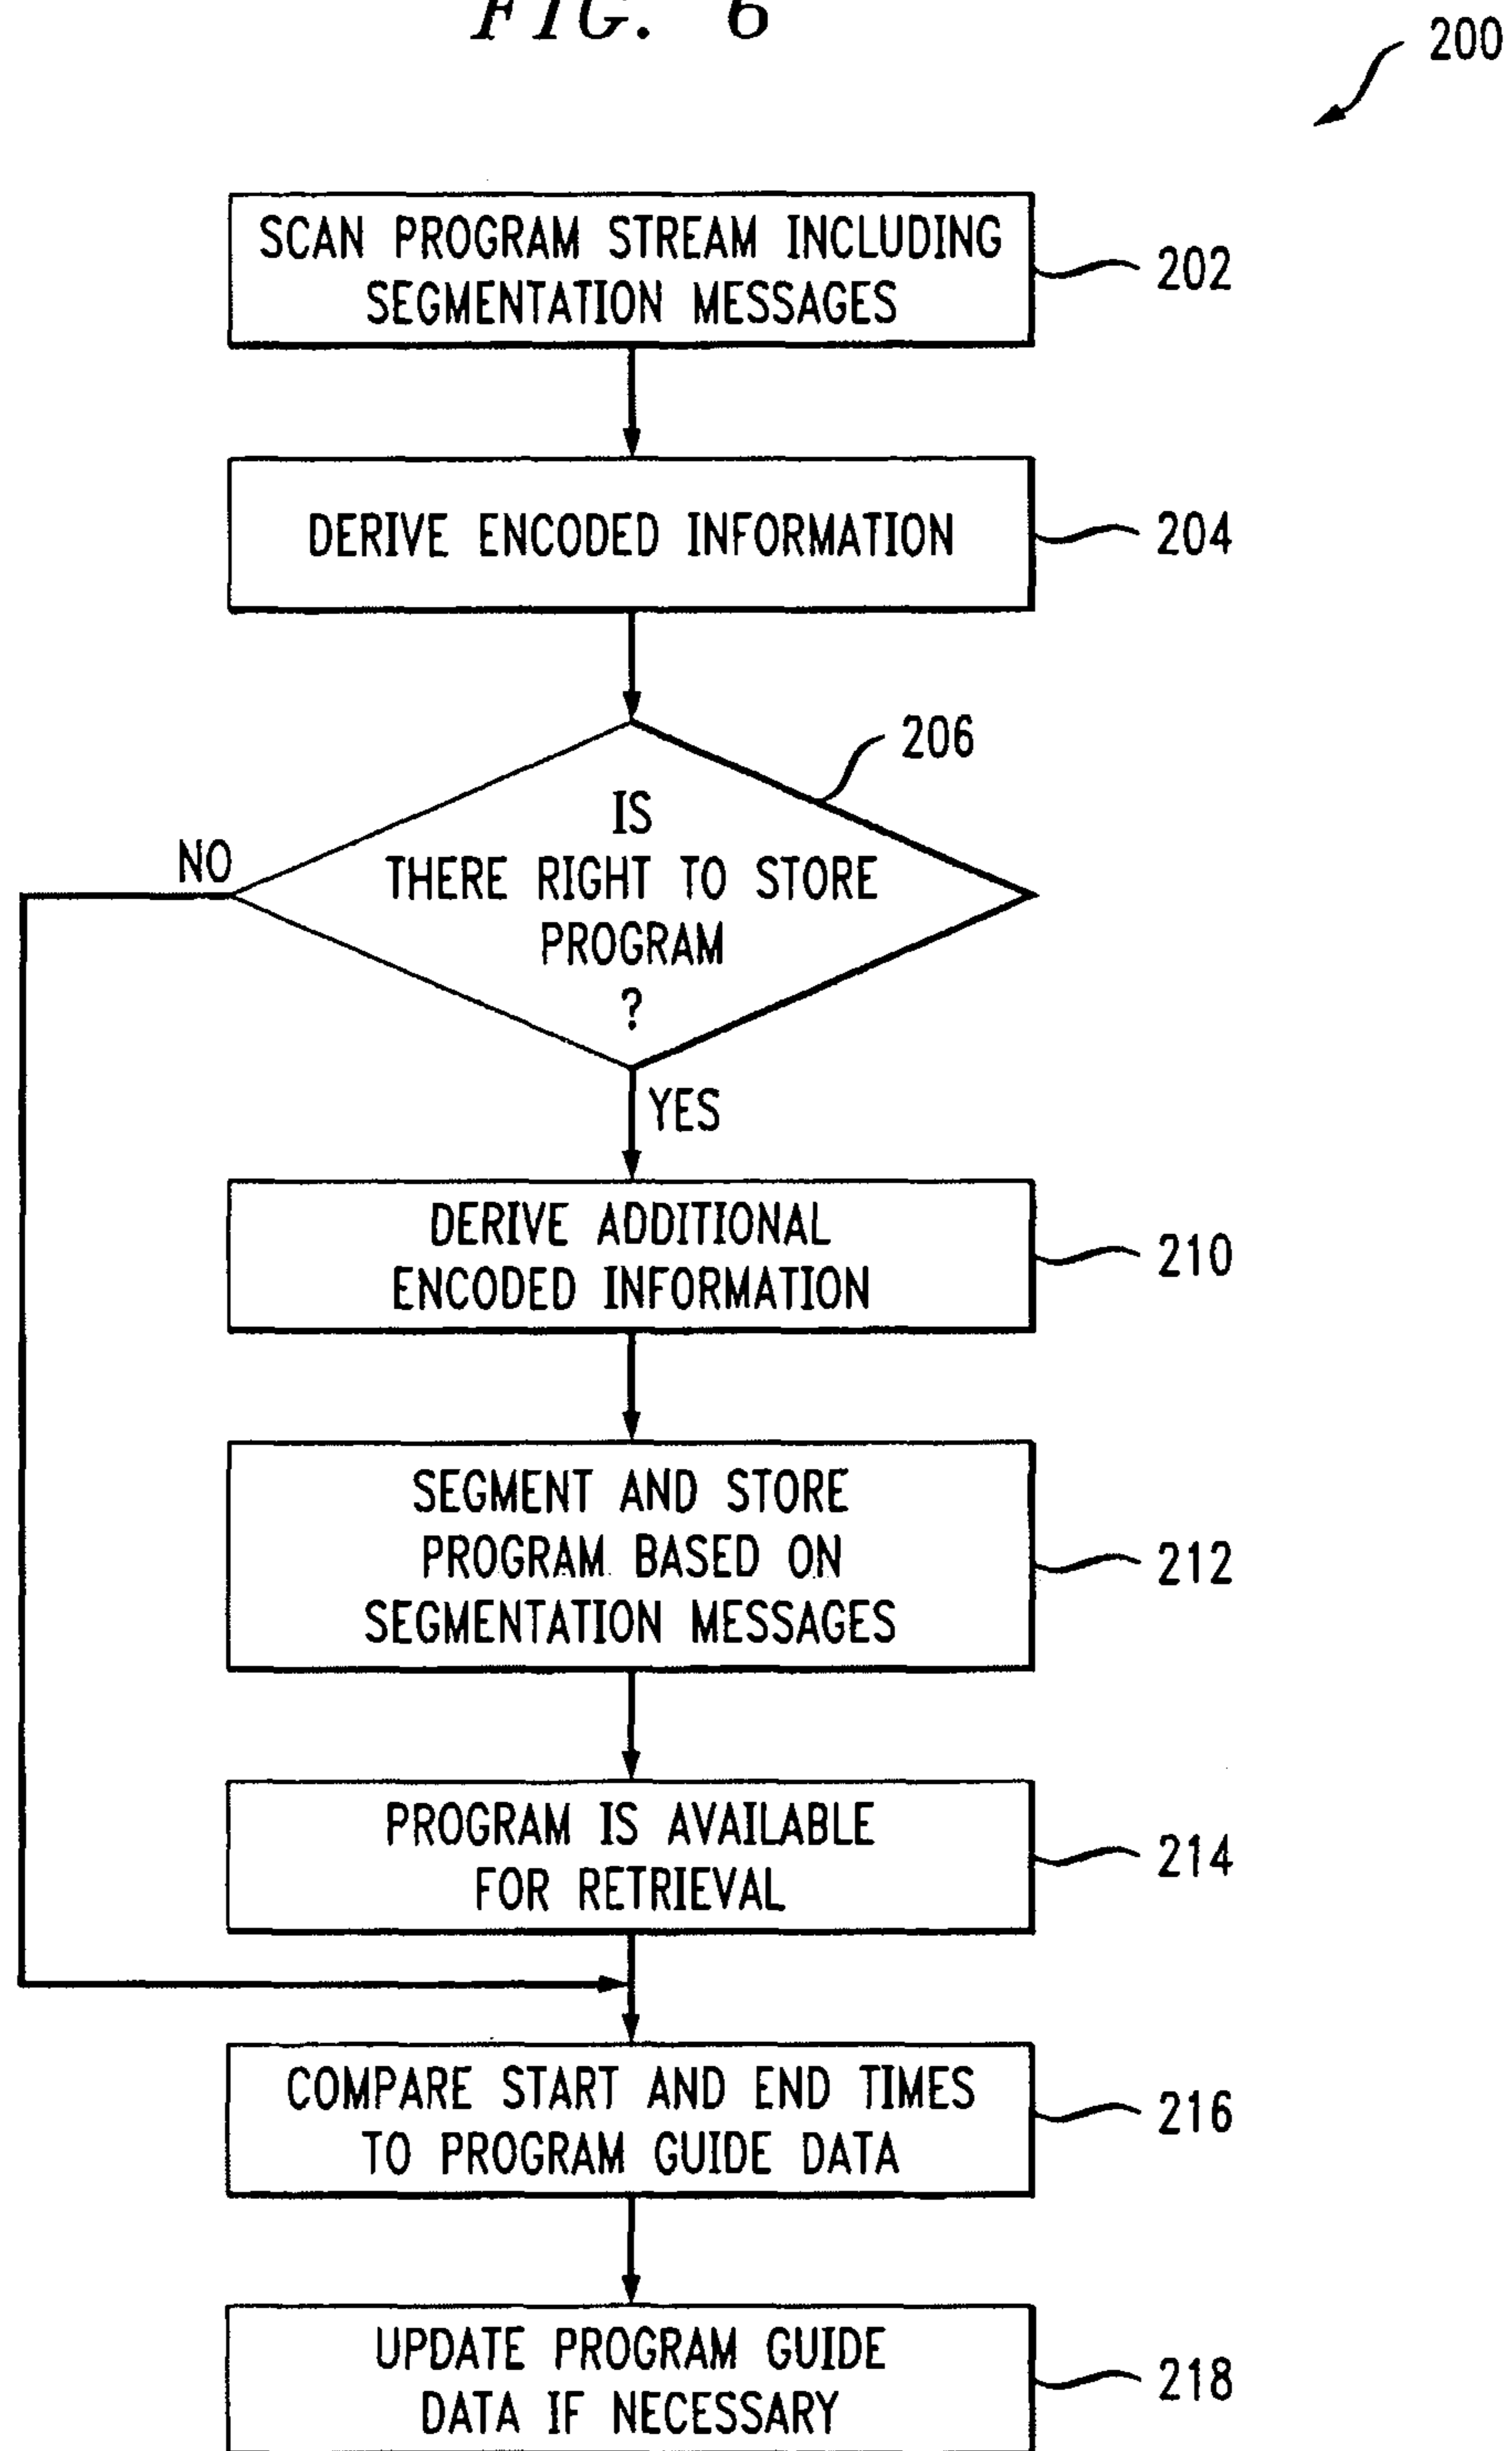 FIG. 6
200
SCAN PROGRAM STREAM INCLUDING
SEGMENTATION MESSAGES
202
DERIVE ENCODED INFORMATION
204
206
IS
THERE RIGHT TO STORE
PROGRAM
?
NO
YES
DERIVE ADDITIONAL
ENCODED INFORMATION
210
SEGMENT AND STORE
PROGRAM BASED ON
SEGMENTATION MESSAGES
212
PROGRAM IS AVAILABLE
FOR RETRIEVAL
214
COMPARE START AND END TIMES
TO PROGRAM GUIDE DATA
216
UPDATE PROGRAM GUIDE
DATA IF NECESSARY
218